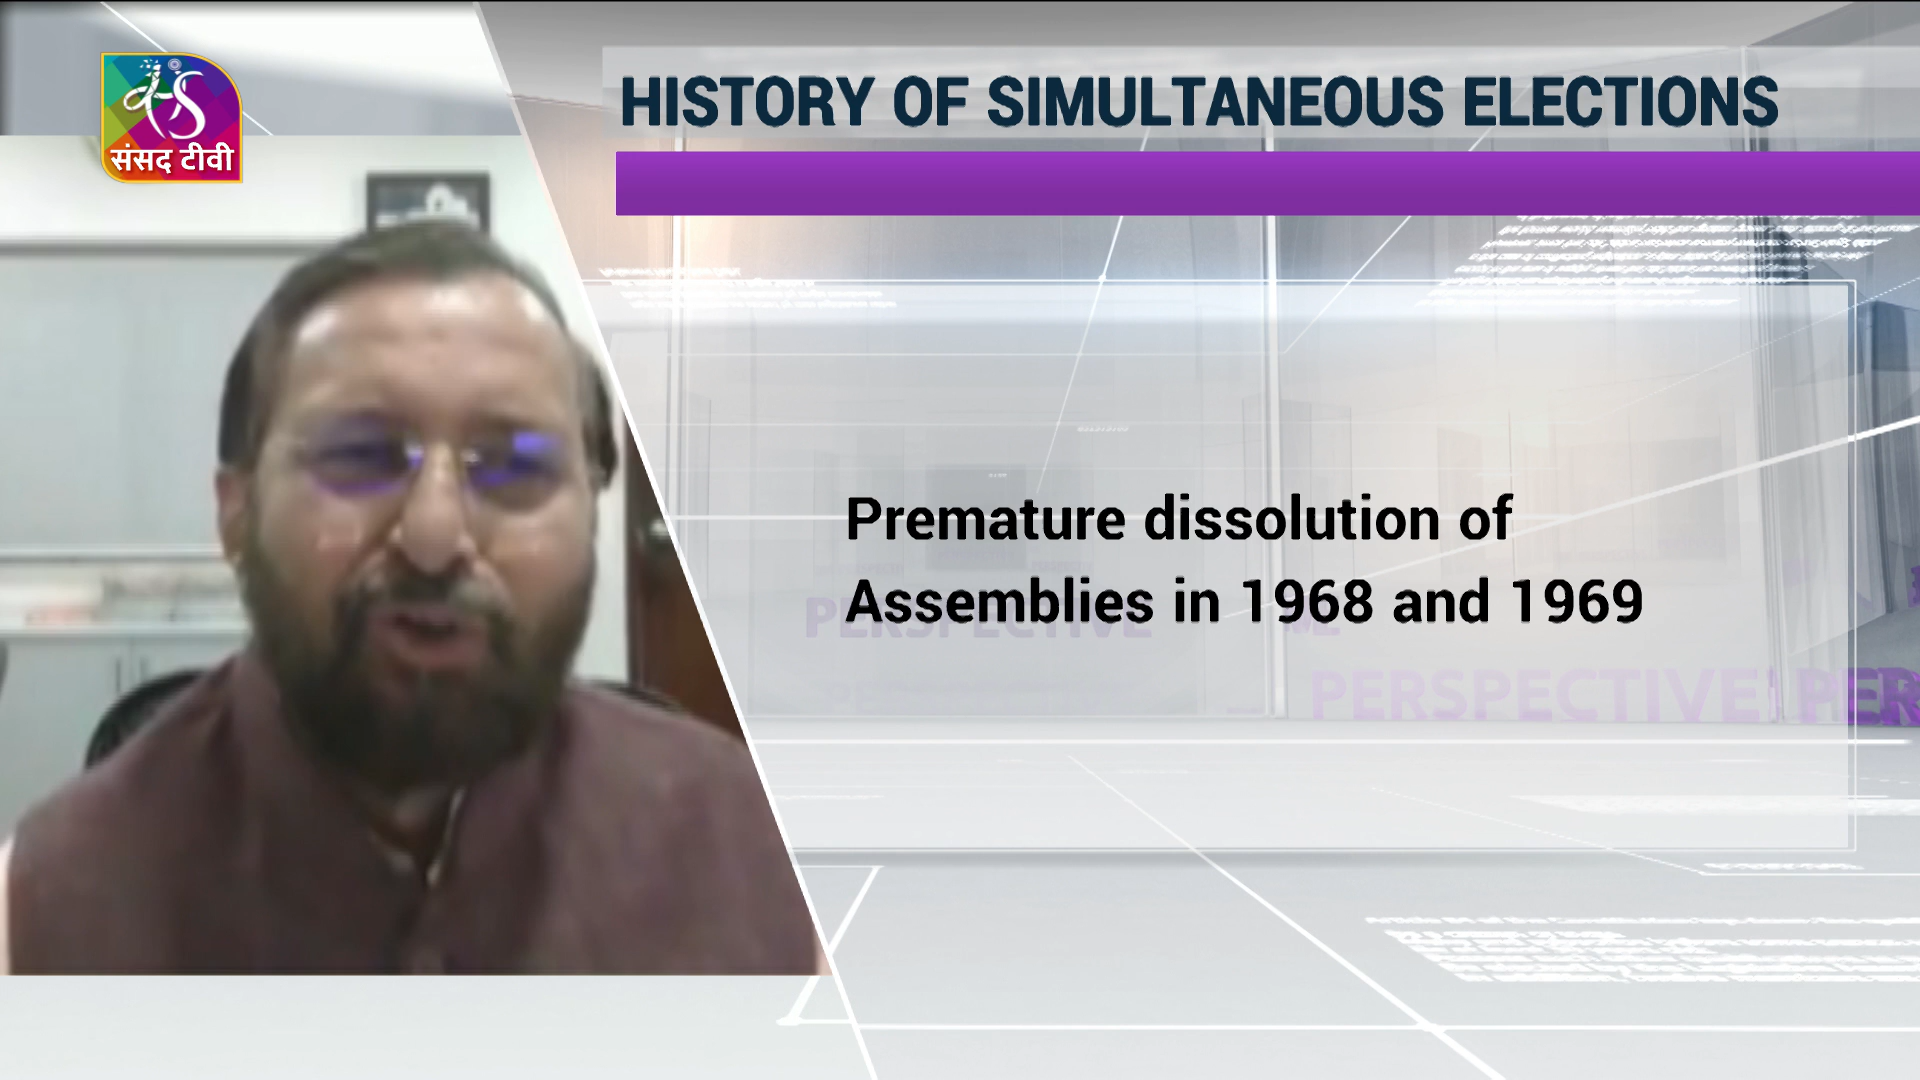 संसद टीवी
HISTORY OF SIMULTANEOUS ELECTIONS
Premature dissolution of
Assemblies in 1968 and 1969
PERSPECTIVE
PERSPECTIVE